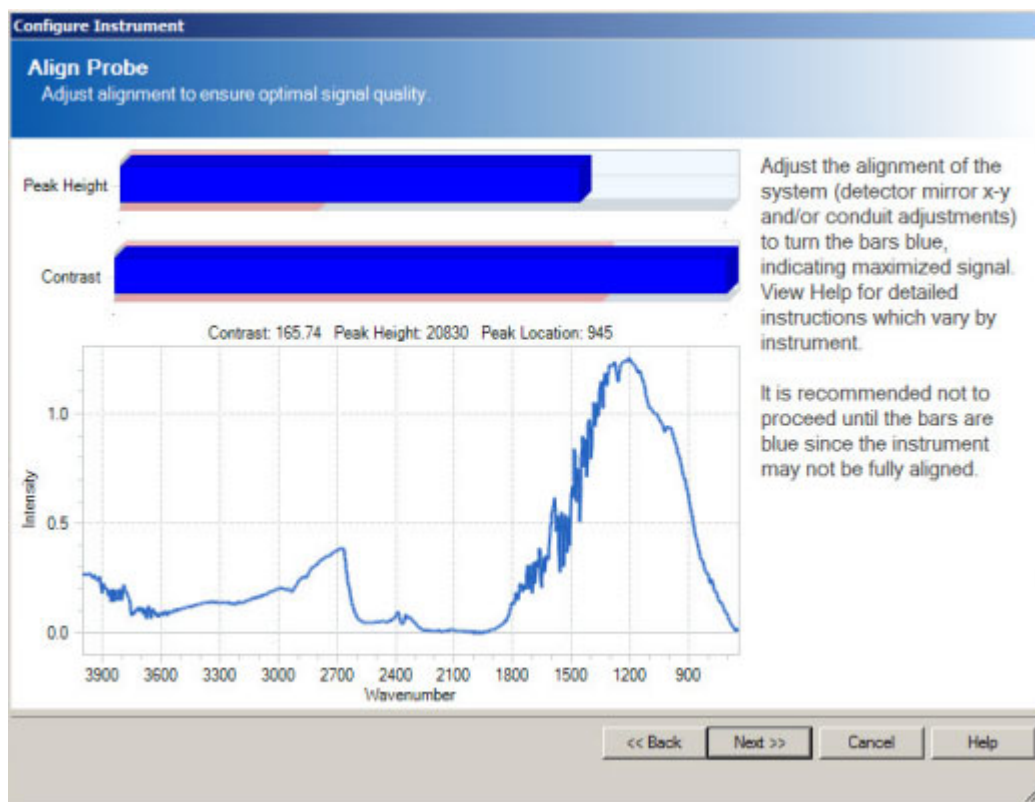 Configure Instrument
Align Probe
Adjust alignment to ensure optimal signal quality.
Peak Height
Contrast
Contrast: 165.74 Peak Height: 20830 Peak Location: 945
Intensity
1.0
0.5
0.0
3900 3600 3300 3000 2700 2400 2100 1800 1500 1200 900
Wavenumber
Adjust the alignment of the
system (detector mirror x-y
and/or conduit adjustments)
to turn the bars blue,
indicating maximized signal.
View Help for detailed
instructions which vary by
instrument.
It is recommended not to
proceed until the bars are
blue since the instrument
may not be fully aligned.
<< Back
Next >>
Cancel
Help